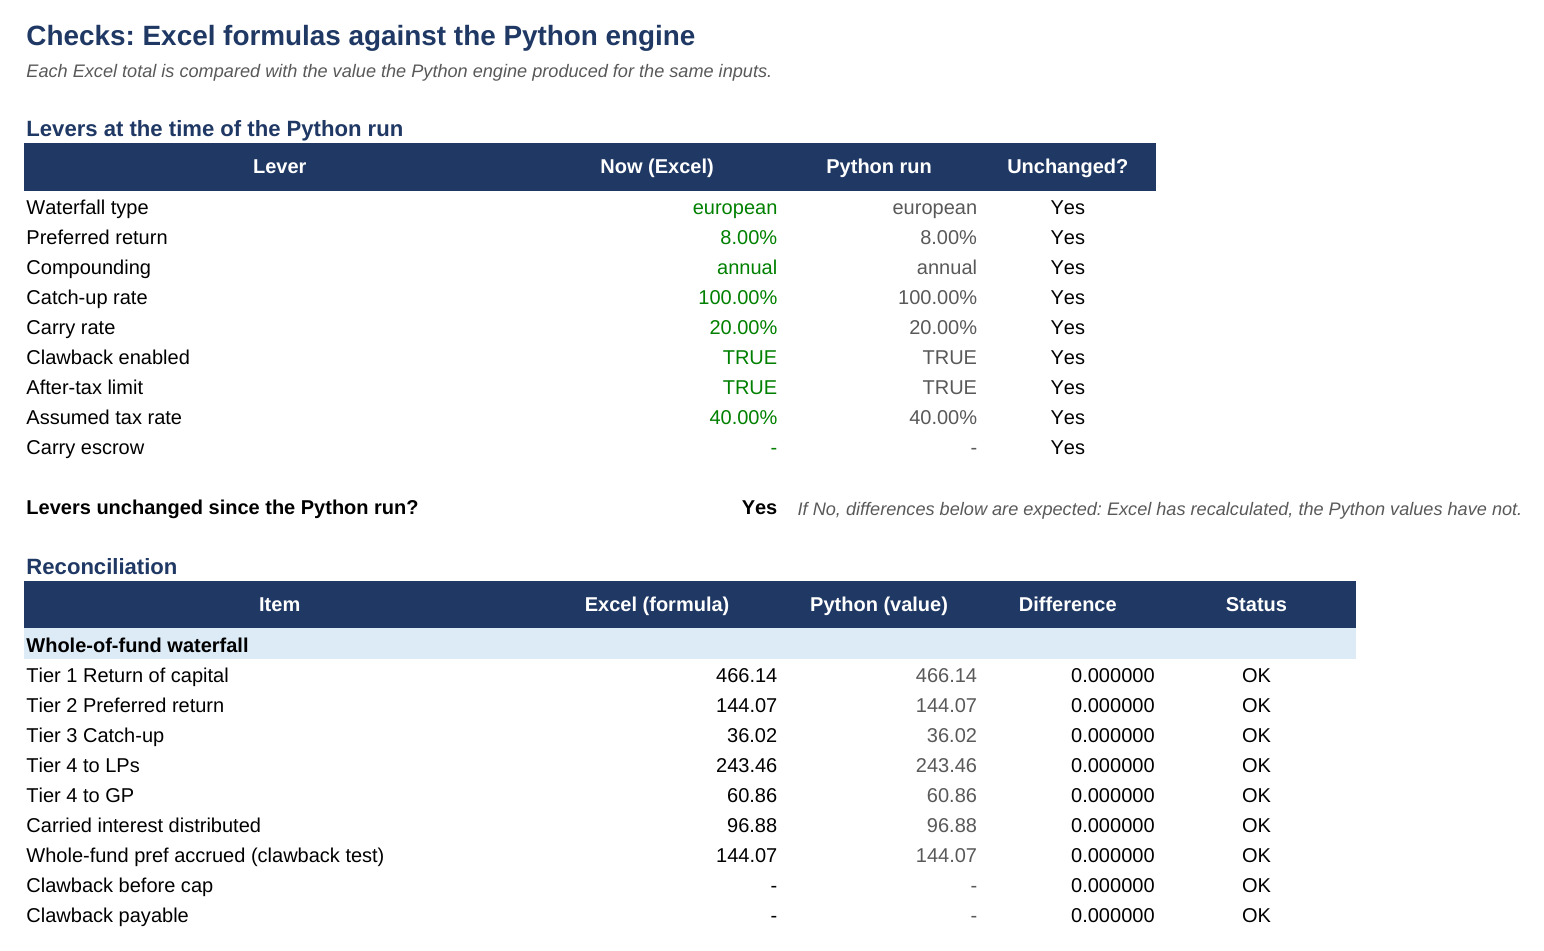 Checks: Excel formulas against the Python engine
Each Excel total is compared with the value the Python engine produced for the same inputs.
Levers at the time of the Python run
Lever Now (Excel) Python run Unchanged?
Waterfall type european european Yes
Preferred return 8.00% 8.00% Yes
Compounding annual annual Yes
Catch-up rate 100.00% 100.00% Yes
Carry rate 20.00% 20.00% Yes
Clawback enabled TRUE TRUE Yes
After-tax limit TRUE TRUE Yes
Assumed tax rate 40.00% 40.00% Yes
Carry escrow - - Yes
Levers unchanged since the Python run? Yes If No, differences below are expected: Excel has recalculated, the Python values have not.
Reconciliation
Item Excel (formula) Python (value) Difference Status
Whole-of-fund waterfall
Tier 1 Return of capital 466.14 466.14 0.000000 OK
Tier 2 Preferred return 144.07 144.07 0.000000 OK
Tier 3 Catch-up 36.02 36.02 0.000000 OK
Tier 4 to LPs 243.46 243.46 0.000000 OK
Tier 4 to GP 60.86 60.86 0.000000 OK
Carried interest distributed 96.88 96.88 0.000000 OK
Whole-fund pref accrued (clawback test) 144.07 144.07 0.000000 OK
Clawback before cap - - 0.000000 OK
Clawback payable - - 0.000000 OK